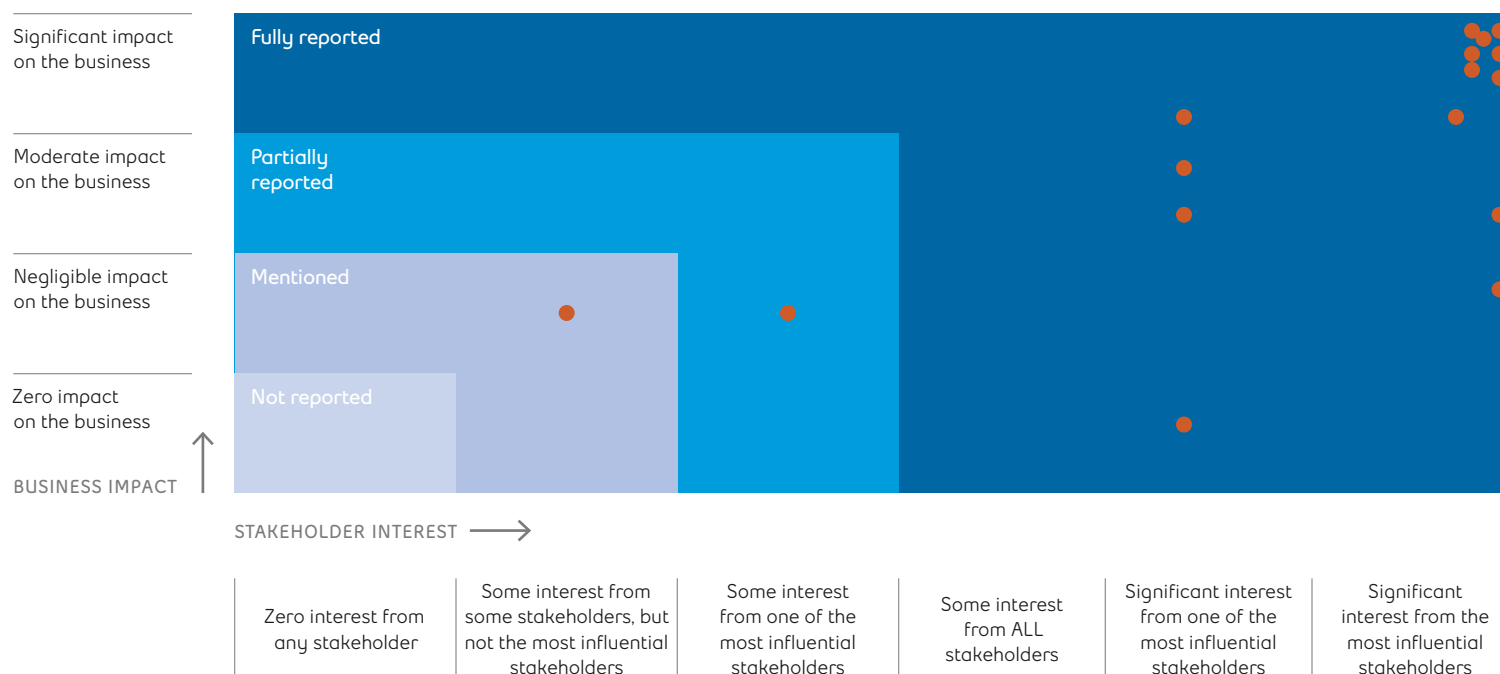 Significant impact
on the business
Fully reported
Moderate impact
on the business
Partially
reported
Negligible impact
on the business
Mentioned
Zero impact
on the business
Not reported
BUSINESS IMPACT
STAKEHOLDER INTEREST
Zero interest from
any stakeholder
Some interest from
some stakeholders, but
not the most influential
stakeholders
Some interest
from one of the
most influential
stakeholders
Some interest
from ALL
stakeholders
Significant interest
from one of the
most influential
stakeholders
Significant
interest from the
most influential
stakeholders